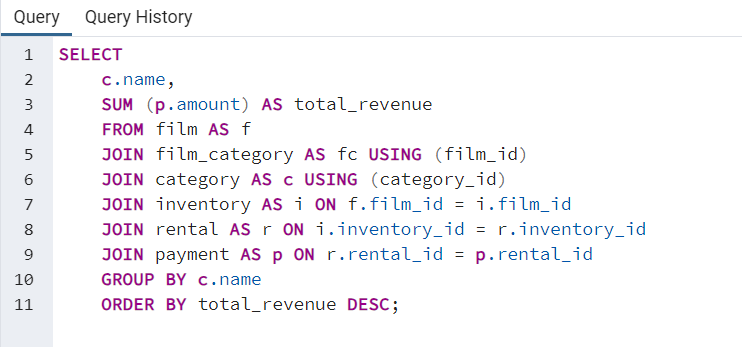 Query Query History
1 SELECT
2 c.name,
3 SUM (p.amount) AS total_revenue
4 FROM film AS f
5 JOIN film_category AS fc USING (film_id)
6 JOIN category AS c USING (category_id)
7 JOIN inventory AS i ON f.film_id = i.film_id
8 JOIN rental AS r ON i.inventory_id = r.inventory_id
9 JOIN payment AS p ON r.rental_id = p.rental_id
10 GROUP BY c.name
11 ORDER BY total_revenue DESC;